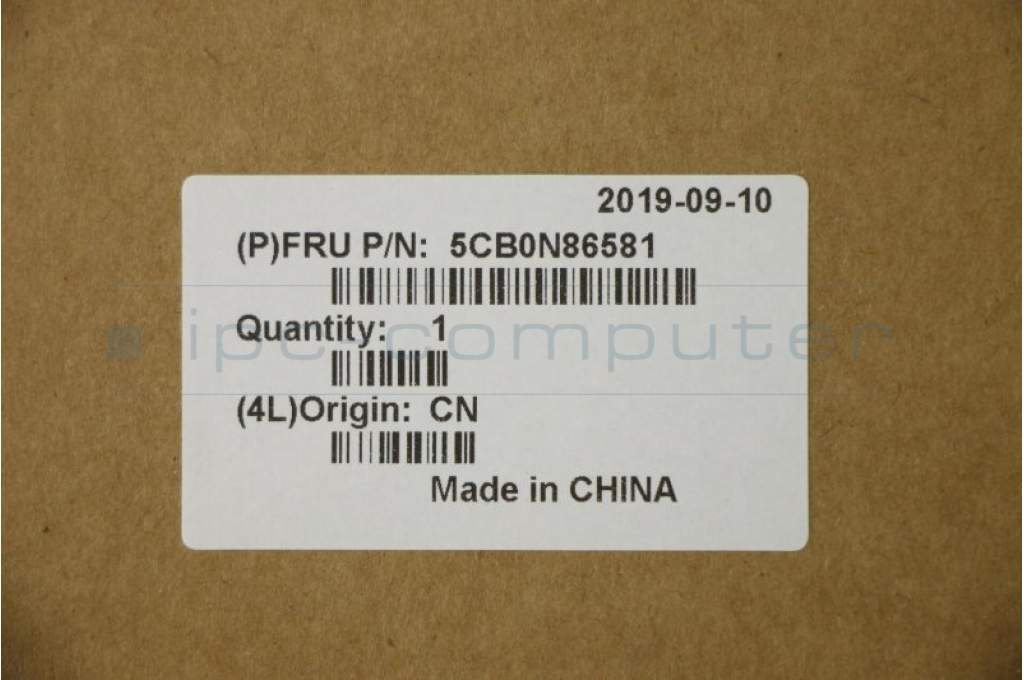 2019-09-10
(P)FRU P/N: 5CB0N86581
Quantity: 1
ipc-computer
(4L)Origin: CN
Made in CHINA